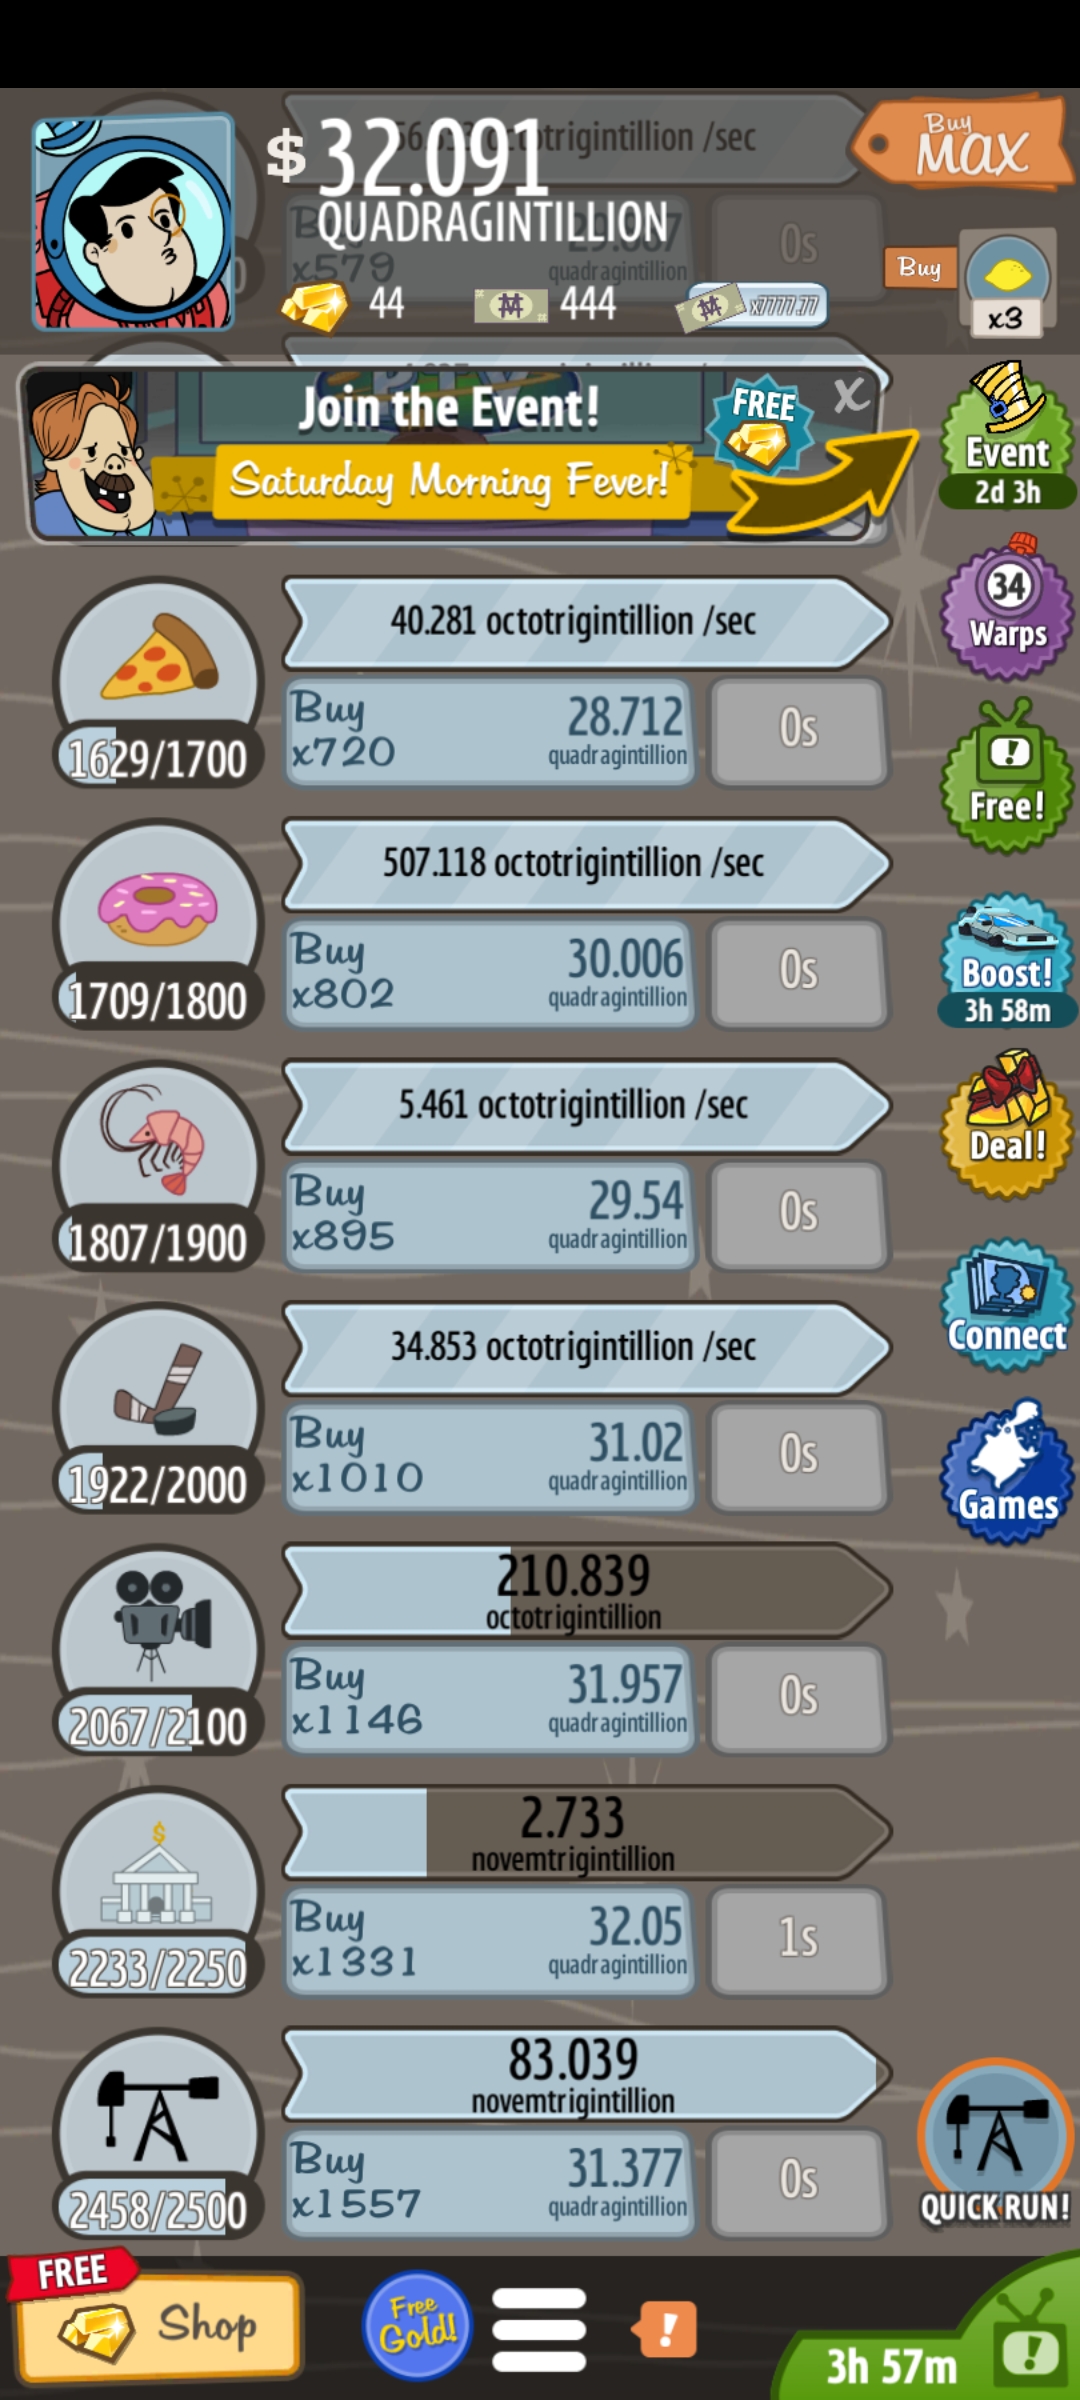 $ 32.091
QUADRAGINTILLION
octotrigintillion /sec
Buy
MAX
x579
quadragintillion
0s
44
444
x7777.77
Buy
x3
Join the Event!
FREE
X
Saturday Morning Fever!
Event
2d 3h
40.281 octotrigintillion /sec
34
Warps
Buy
x720
28.712
quadragintillion
0s
1629/1700
Free!
507.118 octotrigintillion /sec
Buy
x802
30.006
quadragintillion
0s
1709/1800
Boost!
3h 58m
5.461 octotrigintillion /sec
Deal!
Buy
x895
29.54
quadragintillion
0s
1807/1900
34.853 octotrigintillion /sec
Connect
Buy
x1010
31.02
quadragintillion
0s
1922/2000
Games
210.839
octotrigintillion
Buy
x1146
31.957
quadragintillion
0s
2067/2100
2.733
novemtrigintillion
$
Buy
x1331
32.05
quadragintillion
1s
2233/2250
83.039
novemtrigintillion
Buy
x1557
31.377
quadragintillion
0s
2458/2500
QUICK RUN!
FREE
Shop
Free
Gold!
!
3h 57m
!